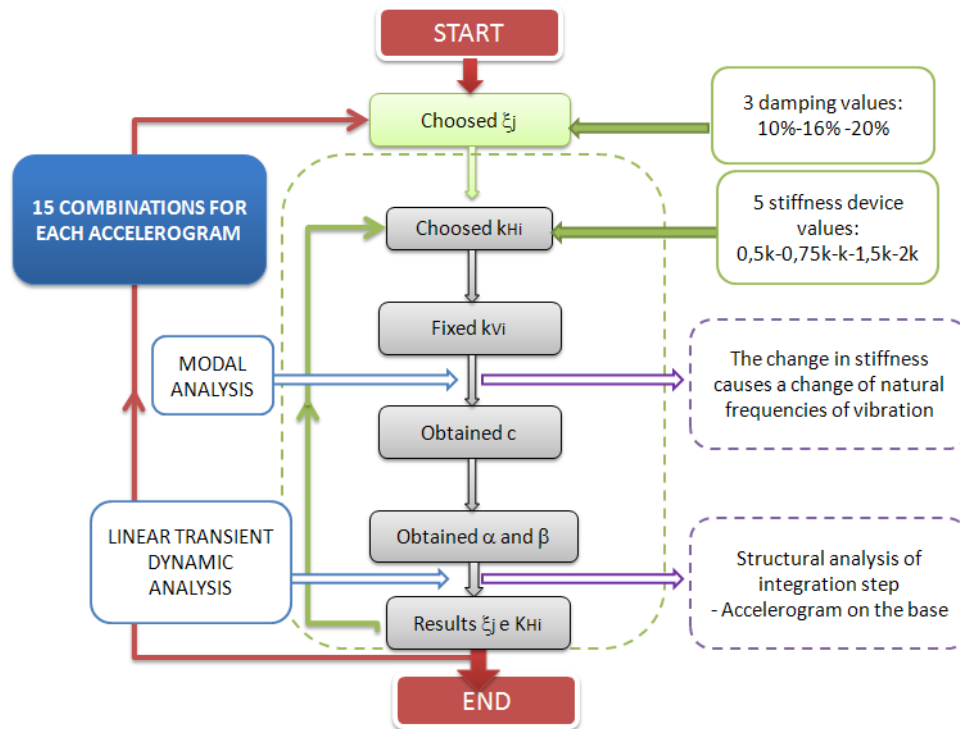 START
Choosed ξj
3 damping values:
10%-16% -20%
15 COMBINATIONS FOR
EACH ACCELEROGRAM
Choosed kHi
5 stiffness device
values:
0,5k-0,75k-k-1,5k-2k
Fixed kVi
MODAL
ANALYSIS
The change in stiffness
causes a change of natural
frequencies of vibration
Obtained c
LINEAR TRANSIENT
DYNAMIC
ANALYSIS
Obtained α and β
Structural analysis of
integration step
- Accelerogram on the base
Results ξj e KHi
END